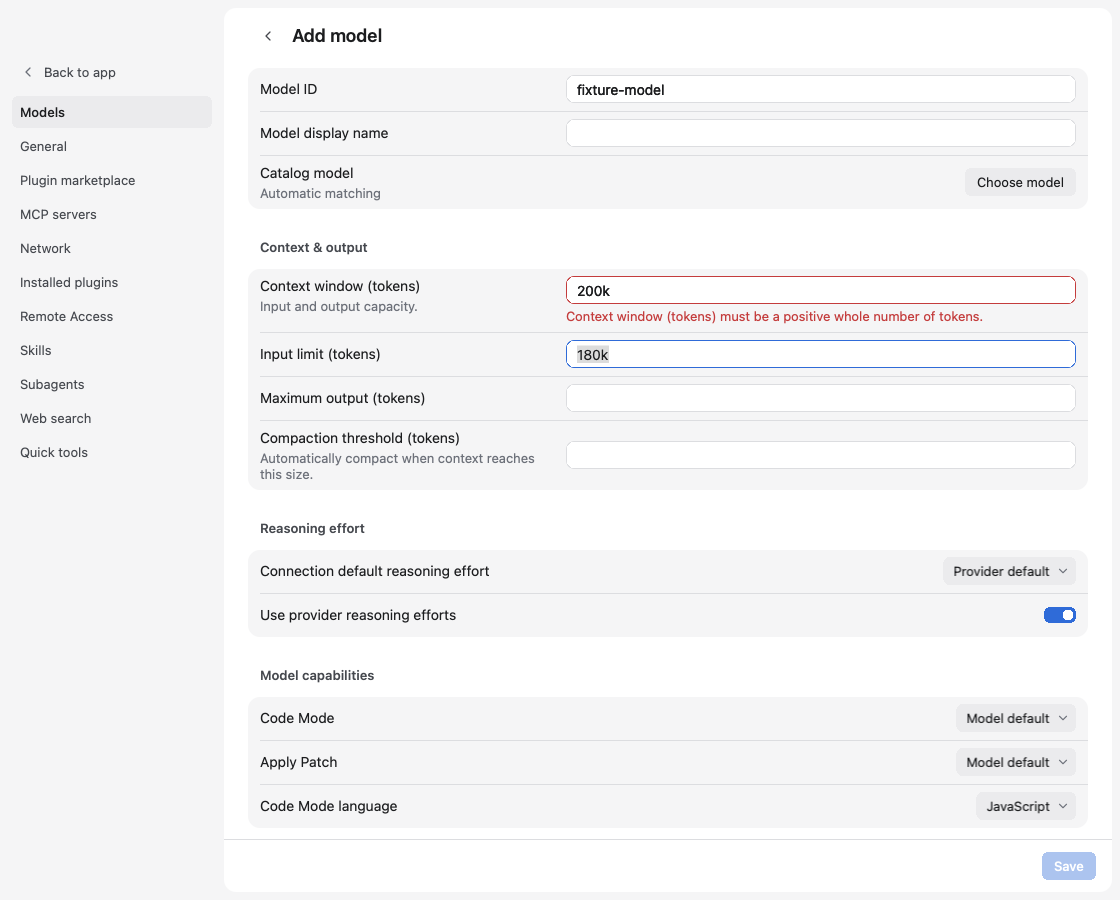 Add model
Back to app
Models
General
Plugin marketplace
MCP servers
Network
Installed plugins
Remote Access
Skills
Subagents
Web search
Quick tools
Model ID
fixture-model
Model display name
Catalog model
Automatic matching
Choose model
Context & output
Context window (tokens)
Input and output capacity.
200k
Context window (tokens) must be a positive whole number of tokens.
Input limit (tokens)
180k
Maximum output (tokens)
Compaction threshold (tokens)
Automatically compact when context reaches
this size.
Reasoning effort
Connection default reasoning effort
Provider default
Use provider reasoning efforts
Model capabilities
Code Mode
Model default
Apply Patch
Model default
Code Mode language
JavaScript
Save